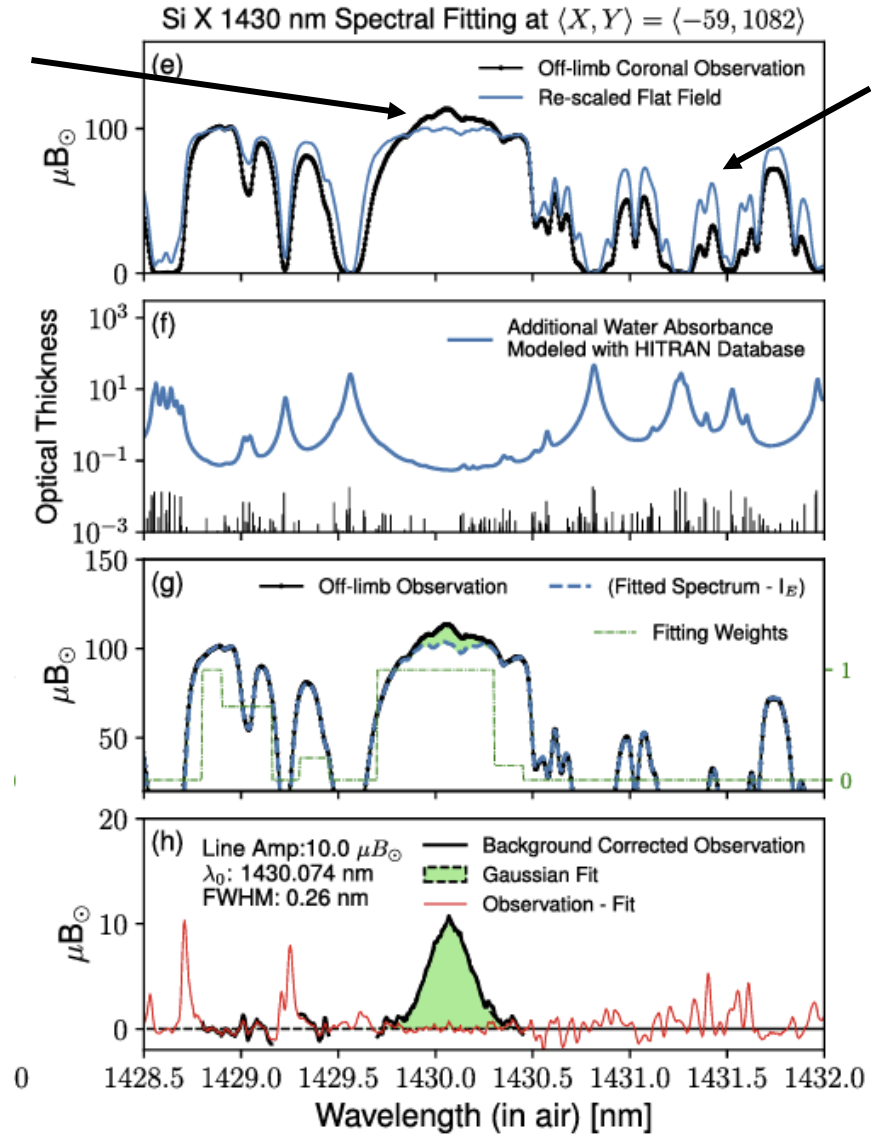 Si X 1430 nm Spectral Fitting at ⟨X, Y⟩ = ⟨−59, 1082⟩
(e)
Off-limb Coronal Observation
Re-scaled Flat Field
μB⊙
100
0
(f)
Additional Water Absorbance
Modeled with HITRAN Database
Optical Thickness
10³
10¹
10⁻¹
10⁻³
(g)
Off-limb Observation
(Fitted Spectrum - I_E)
Fitting Weights
μB⊙
150
100
50
1
0
(h)
Line Amp:10.0 μB⊙
λ₀: 1430.074 nm
FWHM: 0.26 nm
Background Corrected Observation
Gaussian Fit
Observation - Fit
μB⊙
20
10
0
0
1428.5 1429.0 1429.5 1430.0 1430.5 1431.0 1431.5 1432.0
Wavelength (in air) [nm]